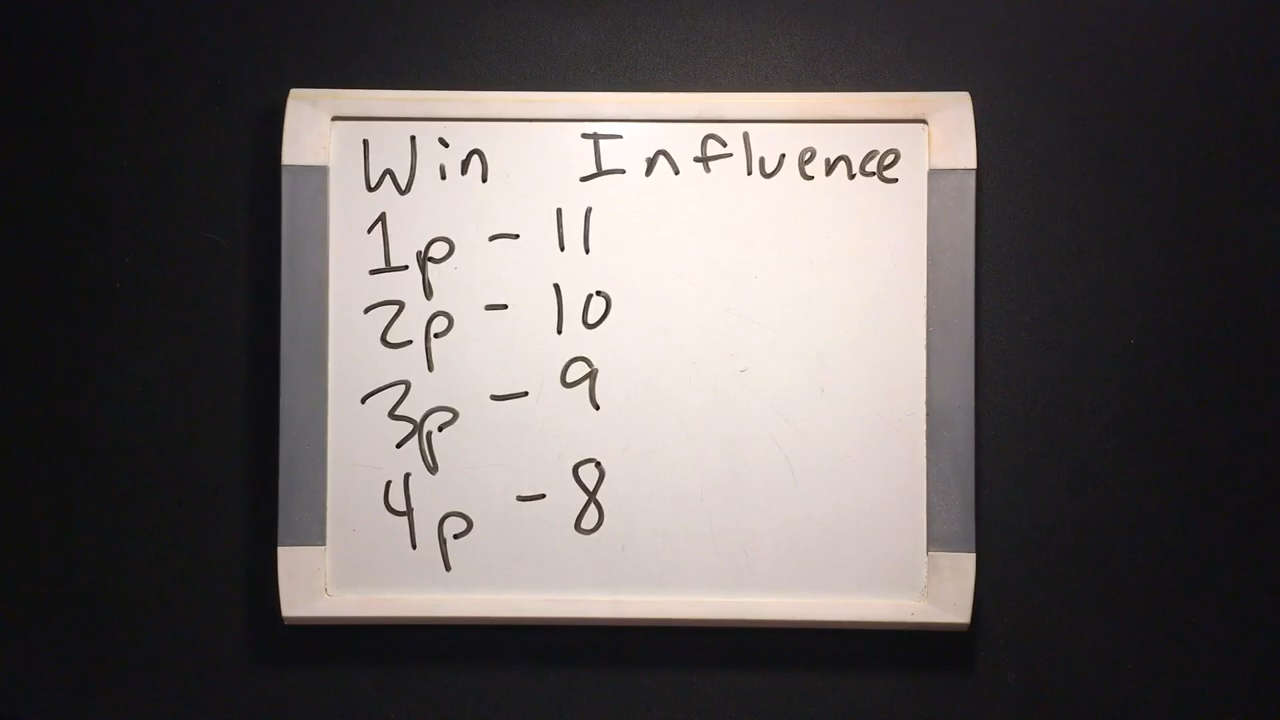 Win Influence
1p - 11
2p - 10
3p - 9
4p - 8